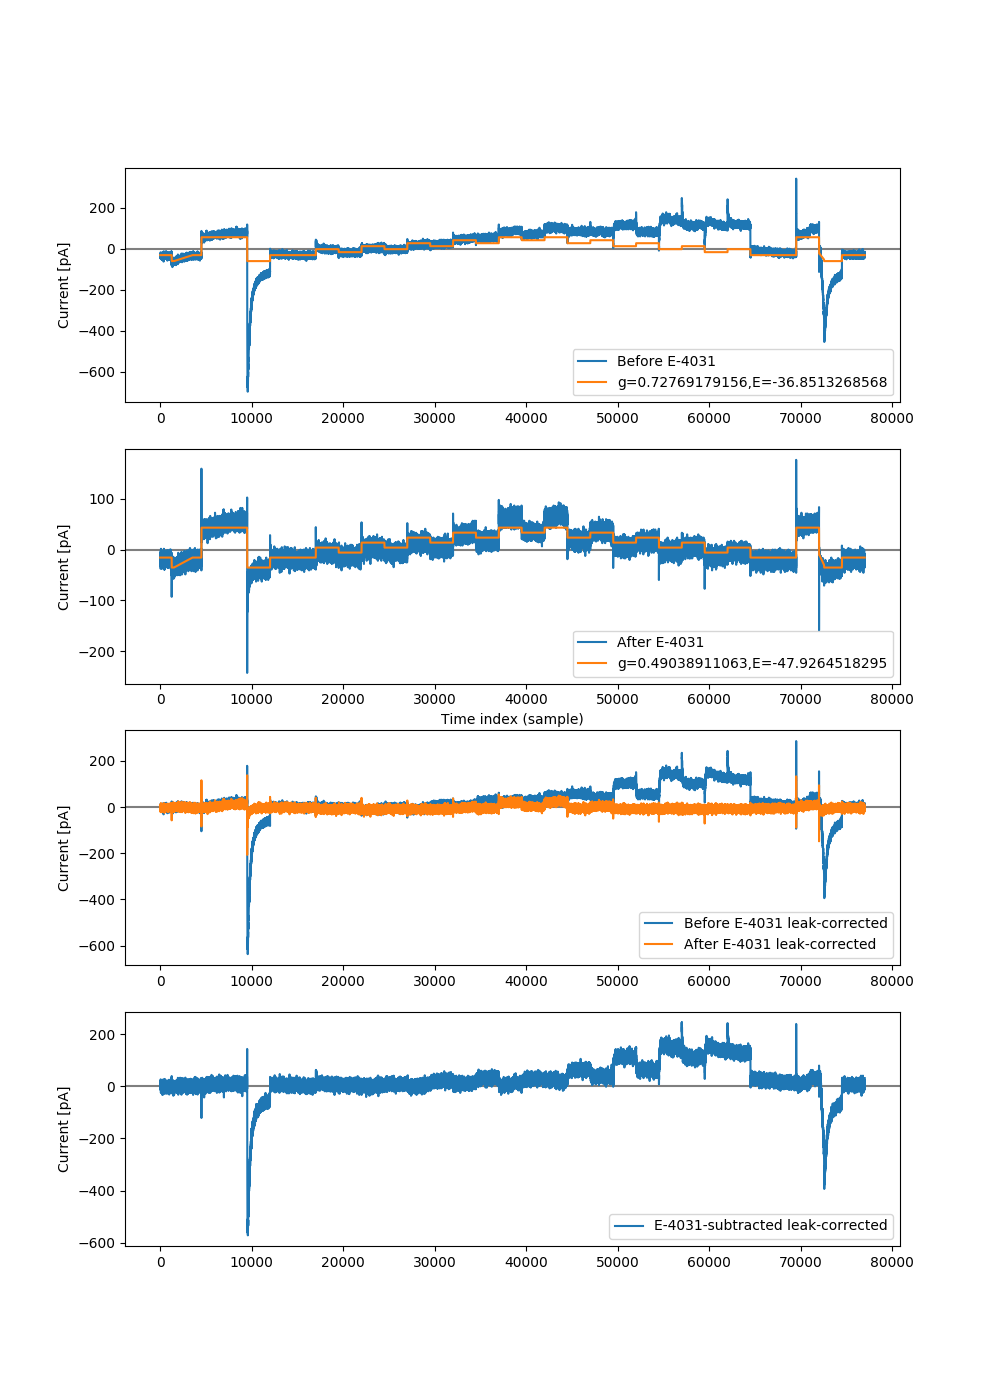 200
0
−200
−400
−600
Current [pA]
Before E-4031
g=0.72769179156,E=-36.8513268568
0 10000 20000 30000 40000 50000 60000 70000 80000
100
0
−100
−200
Current [pA]
After E-4031
g=0.49038911063,E=-47.9264518295
0 10000 20000 30000 40000 50000 60000 70000 80000
Time index (sample)
200
0
−200
−400
−600
Current [pA]
Before E-4031 leak-corrected
After E-4031 leak-corrected
0 10000 20000 30000 40000 50000 60000 70000 80000
200
0
−200
−400
−600
Current [pA]
E-4031-subtracted leak-corrected
0 10000 20000 30000 40000 50000 60000 70000 80000